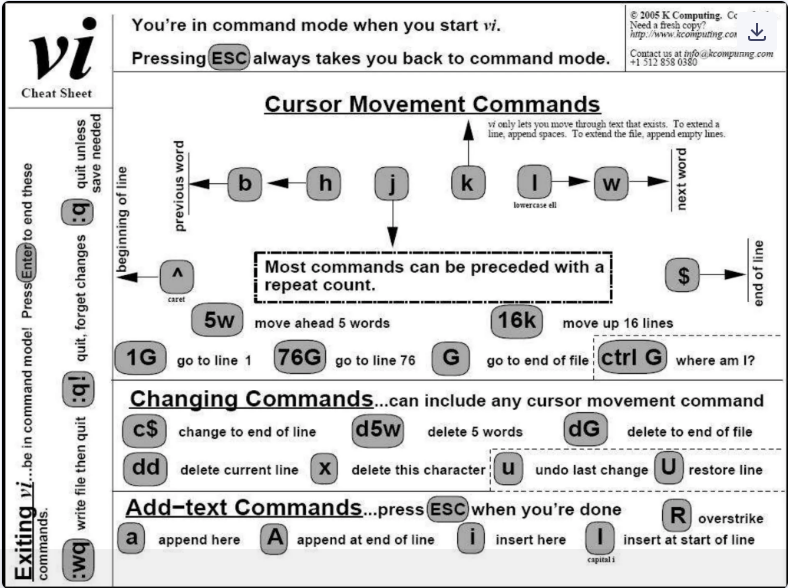 vi
Cheat Sheet
You're in command mode when you start vi.
Pressing ESC always takes you back to command mode.
© 2005 K Computing.
Need a fresh copy?
http://www.kcomputing.com
Contact us at info@kcomputing.com
+1 512 858 0380
Exiting vi...be in command mode! Press Enter to end these
commands.
:wq write file then quit :q! quit, forget changes :q quit unless
save needed
Cursor Movement Commands
vi only lets you move through text that exists. To extend a
line, append spaces. To extend the file, append empty lines.
previous word b h j k l w next word
lowercase ell
beginning of line ^ $ end of line
caret
Most commands can be preceded with a
repeat count.
5w move ahead 5 words 16k move up 16 lines
1G go to line 1 76G go to line 76 G go to end of file ctrl G where am I?
Changing Commands...can include any cursor movement command
c$ change to end of line d5w delete 5 words dG delete to end of file
dd delete current line x delete this character u undo last change U restore line
Add-text Commands...press ESC when you're done R overstrike
a append here A append at end of line i insert here I insert at start of line
capital i